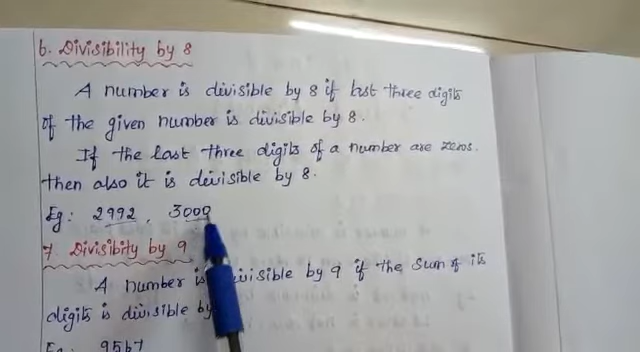 6. Divisibility by 8
A number is divisible by 8 if last three digits
of the given number is divisible by 8.
If the last three digits of a number are zeros.
then also it is divisible by 8.
Eg: 2992, 3000
7. Divisibity by 9
A number is divisible by 9 if the sum of its
digits is divisible by
Eg: 9567